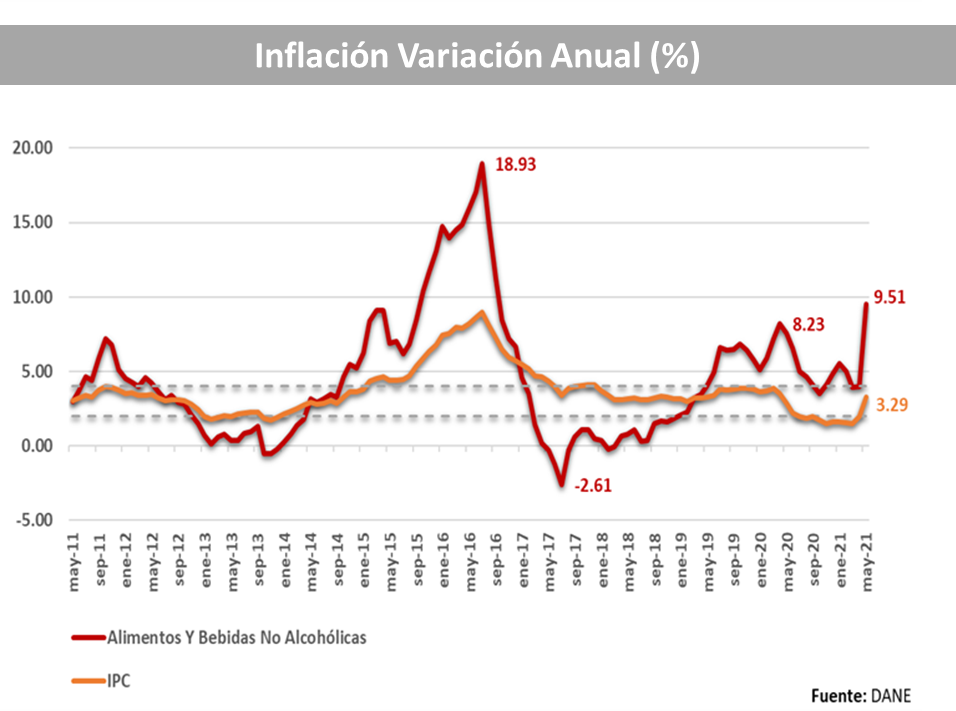 Inflación Variación Anual (%)
20.00
15.00
10.00
5.00
0.00
-5.00
18.93
9.51
8.23
3.29
-2.61
may-11
sep-11
ene-12
may-12
sep-12
ene-13
may-13
sep-13
ene-14
may-14
sep-14
ene-15
may-15
sep-15
ene-16
may-16
sep-16
ene-17
may-17
sep-17
ene-18
may-18
sep-18
ene-19
may-19
sep-19
ene-20
may-20
sep-20
ene-21
may-21
Alimentos Y Bebidas No Alcohólicas
IPC
Fuente: DANE